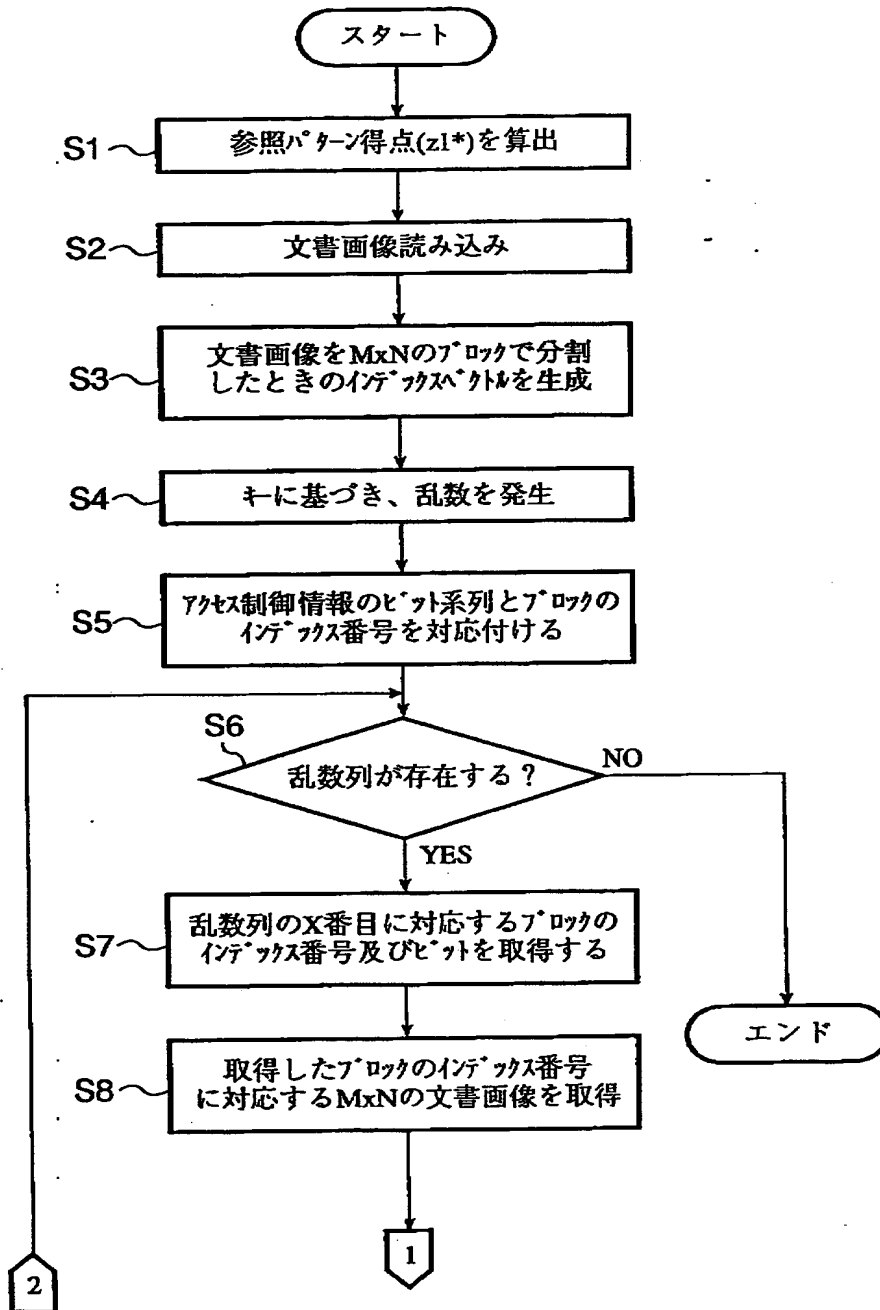 スタート
S1
参照パターン得点(z1*)を算出
S2
文書画像読み込み
S3
文書画像をMxNのブロックで分割
したときのインデックスベクトルを生成
S4
キーに基づき、乱数を発生
S5
アクセス制御情報のビット系列とブロックの
インデックス番号を対応付ける
S6
乱数列が存在する?
NO
YES
S7
乱数列のX番目に対応するブロックの
インデックス番号及びビットを取得する
エンド
S8
取得したブロックのインデックス番号
に対応するMxNの文書画像を取得
1
2